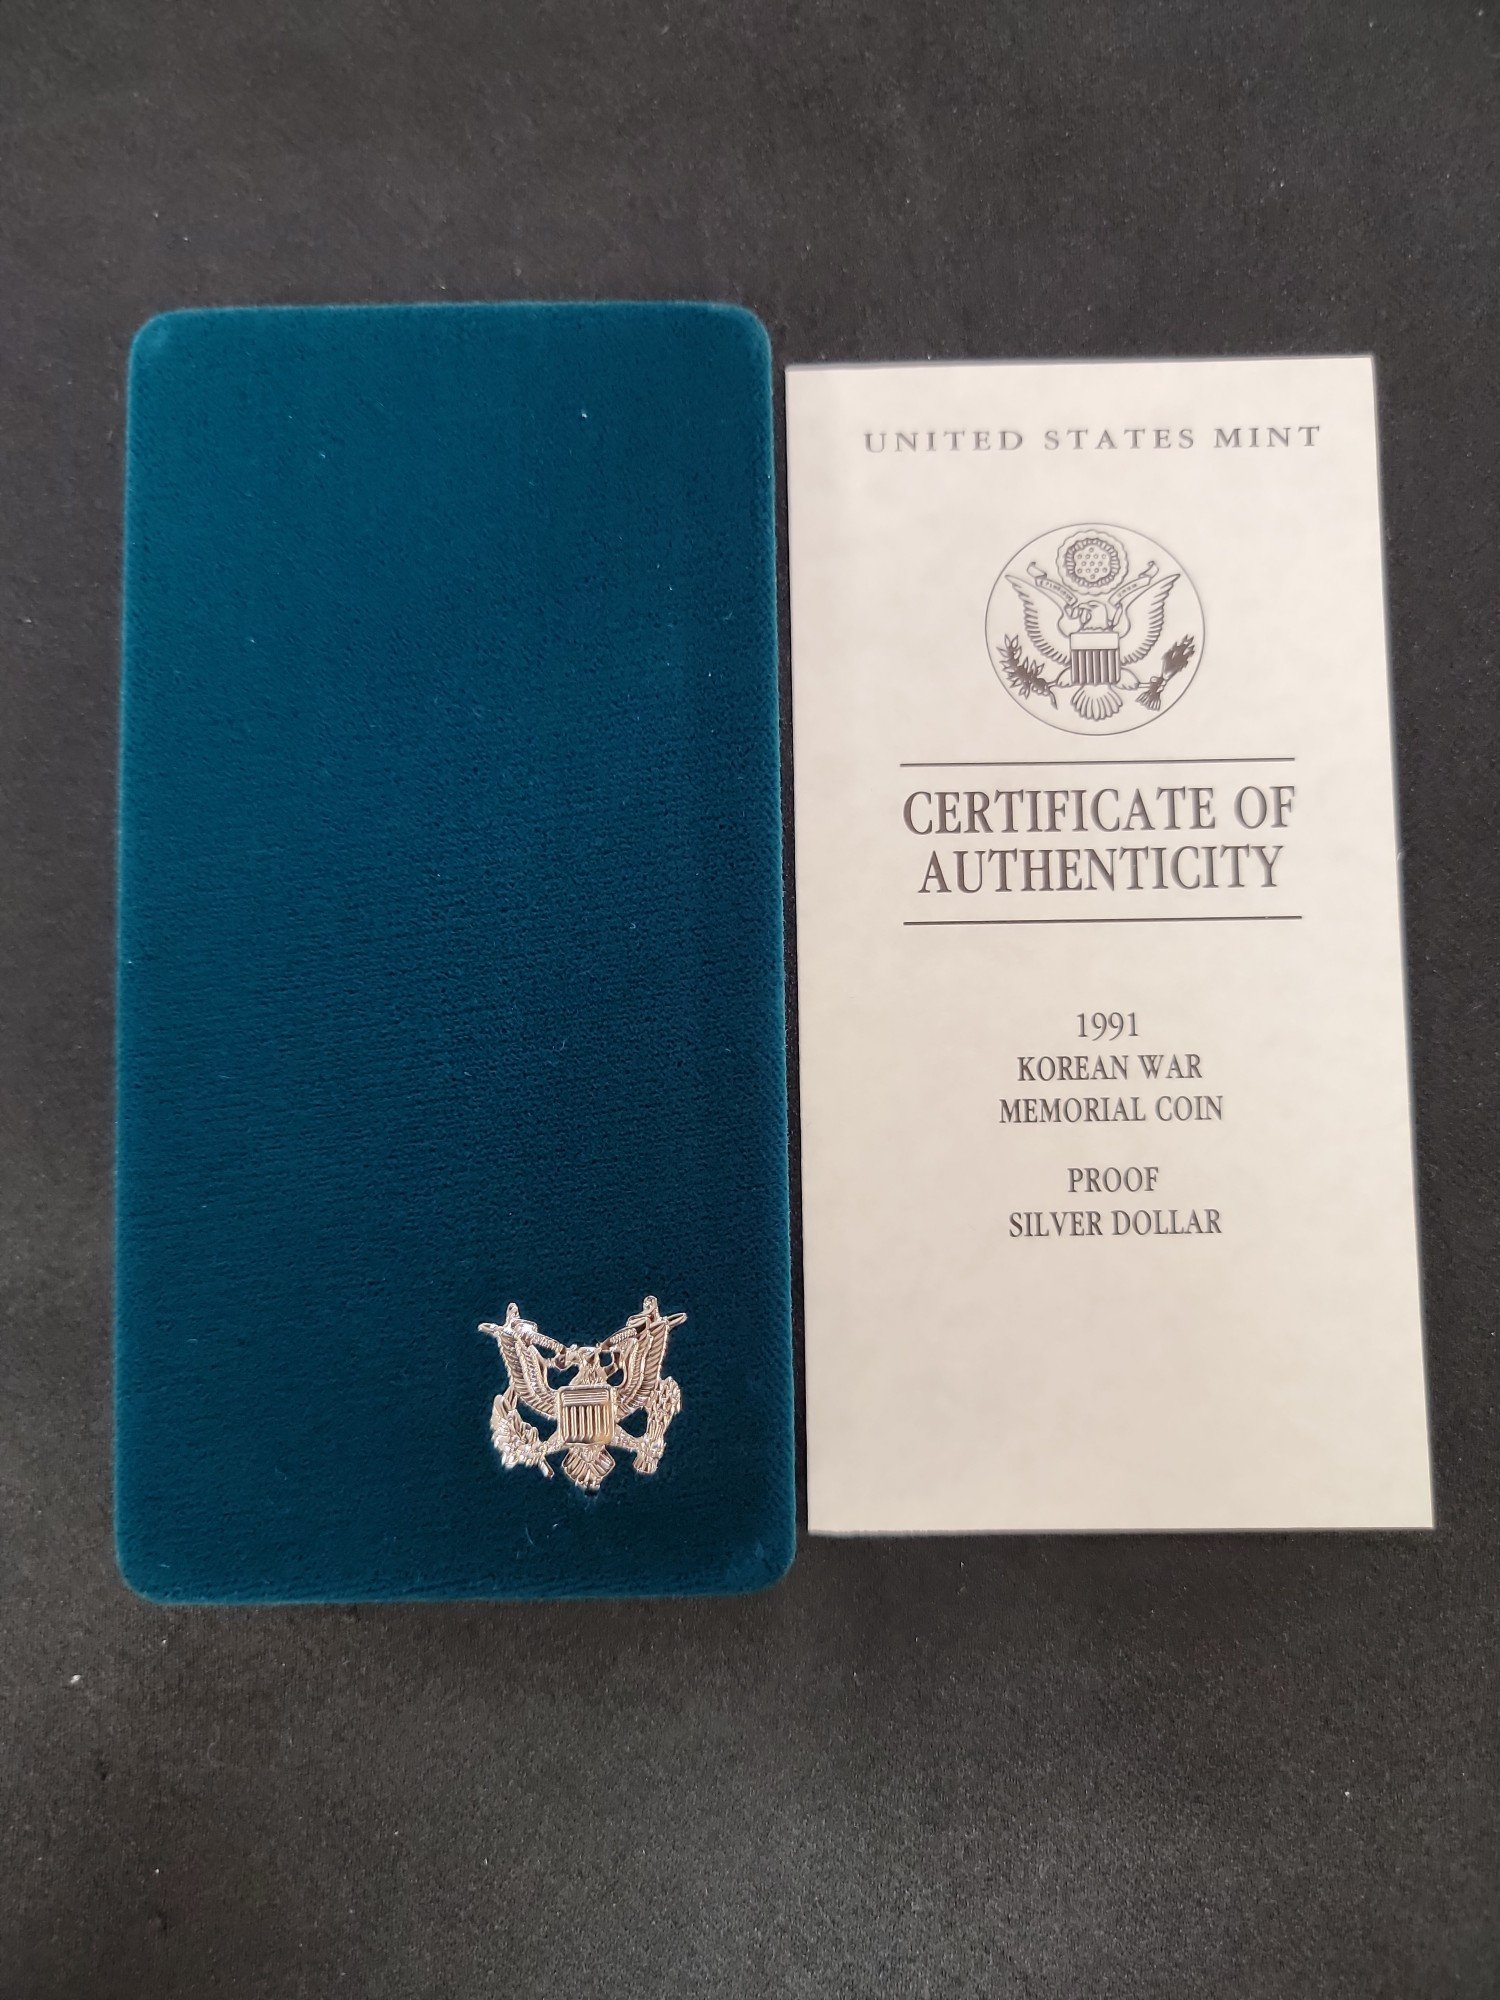 UNITED STATES MINT
CERTIFICATE OF
AUTHENTICITY
1991
KOREAN WAR
MEMORIAL COIN
PROOF
SILVER DOLLAR